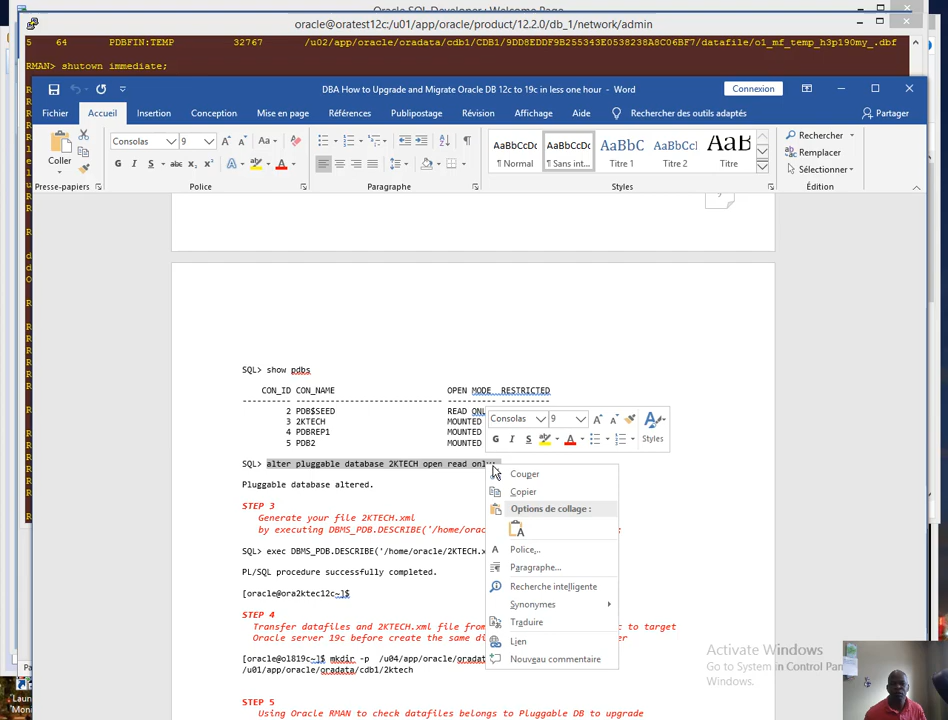 Oracle SQL Developer : Welcome Page
oracle@oratest12c:/u01/app/oracle/product/12.2.0/db_1/network/admin
5 64 PDBFIN:TEMP 32767 /u02/app/oracle/oradata/cdb1/CDB1/9DD8EDDF9B255343E0538238A8C06BF7/datafile/o1_mf_temp_h3p190my_.dbf
RMAN> shutown immediate;
DBA How to Upgrade and Migrate Oracle DB 12c to 19c in less one hour - Word
Connexion
Fichier Accueil Insertion Conception Mise en page Références Publipostage Révision Affichage Aide Rechercher des outils adaptés Partager
Coller
Consolas 9
AaBbCcDc AaBbCcDc AaBbC AaBbCcl AaB
¶ Normal ¶ Sans int... Titre 1 Titre 2 Titre
Rechercher
Remplacer
Sélectionner
Presse-papiers Police Paragraphe Styles Édition
SQL> show pdbs
CON_ID CON_NAME OPEN MODE RESTRICTED
2 PDB$SEED READ ONL
3 2KTECH MOUNTED
4 PDBREP1 MOUNTED
5 PDB2 MOUNTED
Consolas 9
G I S Styles
SQL> alter pluggable database 2KTECH open read only;
Pluggable database altered.
STEP 3
Generate your file 2KTECH.xml
by executing DBMS_PDB.DESCRIBE('/home/orac
SQL> exec DBMS_PDB.DESCRIBE('/home/oracle/2KTECH.x
PL/SQL procedure successfully completed.
[oracle@ora2ktec12c~]$
STEP 4
Transfer datafiles and 2KTECH.xml file from to target
Oracle server 19c before create the same di
[oracle@ol819c~]$ mkdir -p /u04/app/oracle/oradat
/u01/app/oracle/oradata/cdb1/2ktech
STEP 5
Using Oracle RMAN to check datafiles belongs to Pluggable DB to upgrade
Couper
Copier
Options de collage :
Police...
Paragraphe...
Recherche intelligente
Synonymes
Traduire
Lien
Nouveau commentaire
Activate Windows
Go to System in Control Pan
Windows.